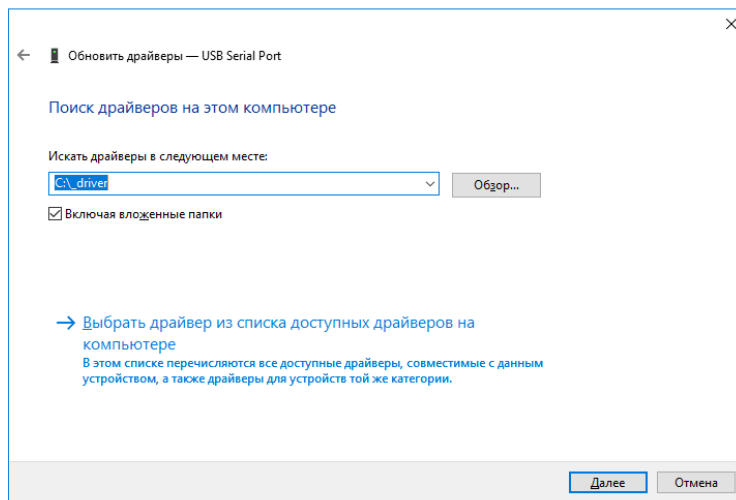 Обновить драйверы — USB Serial Port
Поиск драйверов на этом компьютере
Искать драйверы в следующем месте:
C:\_driver
Обзор...
Включая вложенные папки
Выбрать драйвер из списка доступных драйверов на
компьютере
В этом списке перечисляются все доступные драйверы, совместимые с данным
устройством, а также драйверы для устройств той же категории.
Далее
Отмена